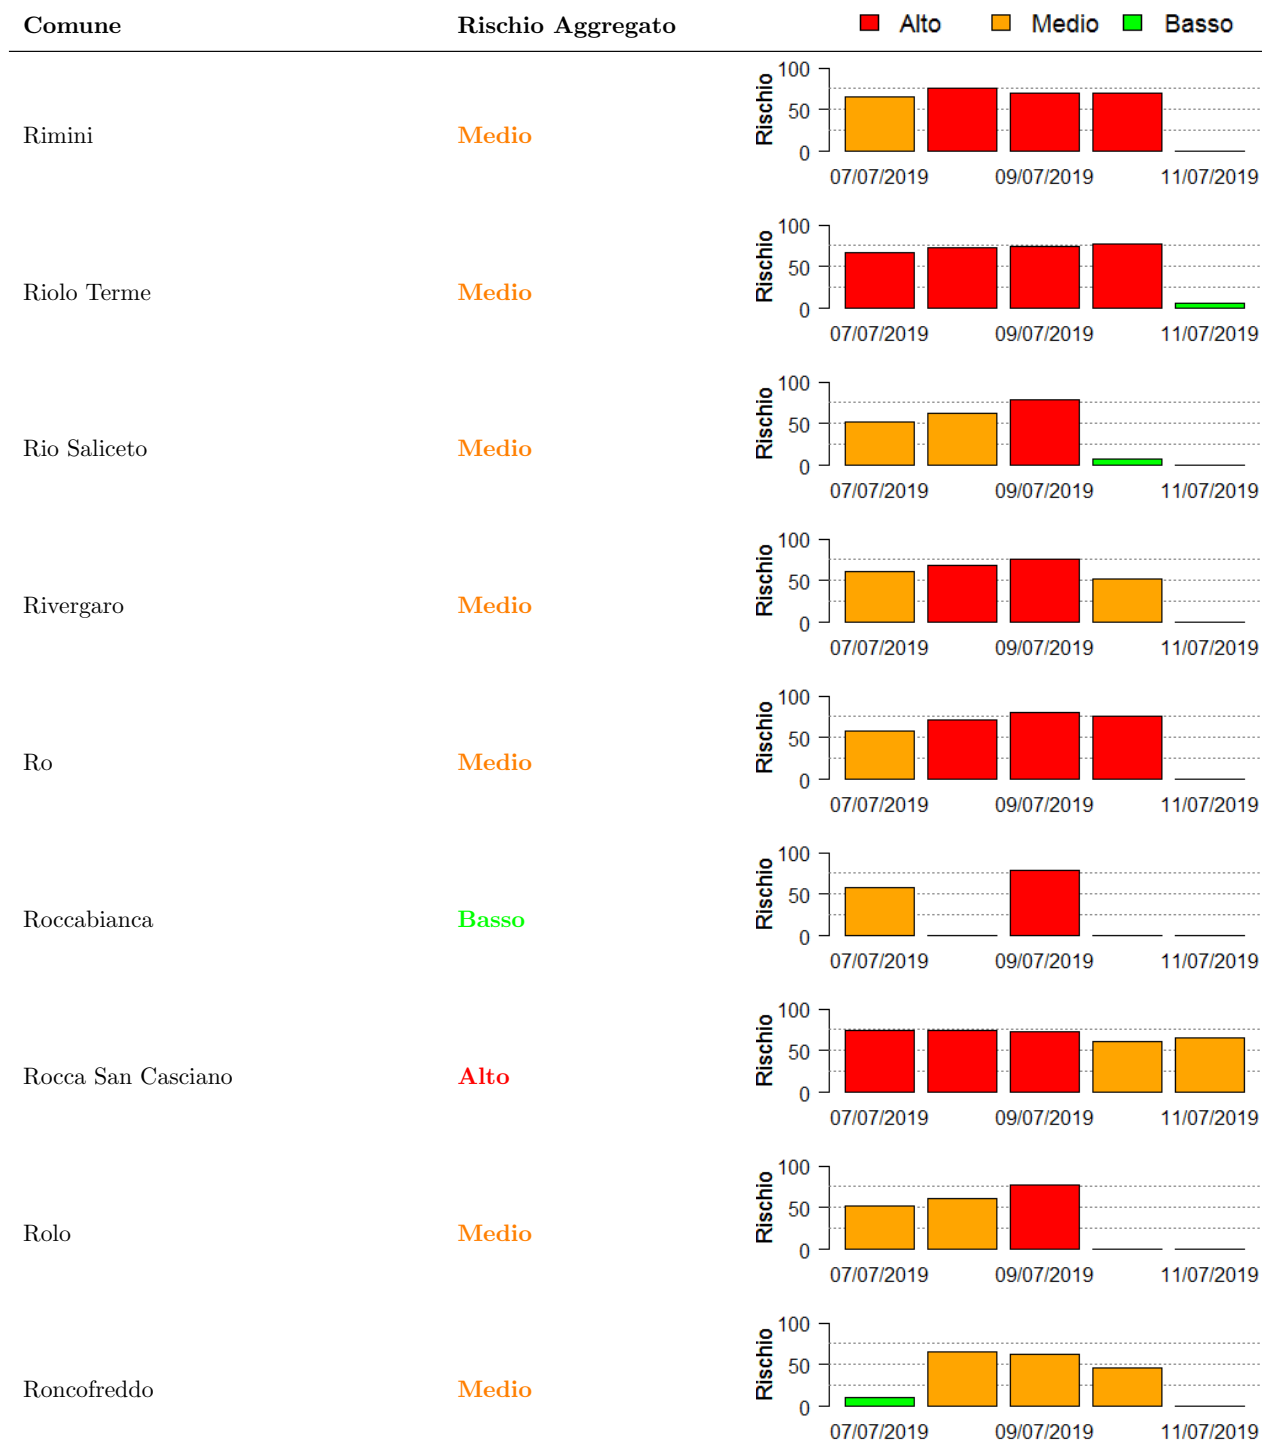 Comune Rischio Aggregato Alto Medio Basso
Rimini Medio Rischio 100 50 0
07/07/2019 09/07/2019 11/07/2019
Riolo Terme Medio Rischio 100 50 0
07/07/2019 09/07/2019 11/07/2019
Rio Saliceto Medio Rischio 100 50 0
07/07/2019 09/07/2019 11/07/2019
Rivergaro Medio Rischio 100 50 0
07/07/2019 09/07/2019 11/07/2019
Ro Medio Rischio 100 50 0
07/07/2019 09/07/2019 11/07/2019
Roccabianca Basso Rischio 100 50 0
07/07/2019 09/07/2019 11/07/2019
Rocca San Casciano Alto Rischio 100 50 0
07/07/2019 09/07/2019 11/07/2019
Rolo Medio Rischio 100 50 0
07/07/2019 09/07/2019 11/07/2019
Roncofreddo Medio Rischio 100 50 0
07/07/2019 09/07/2019 11/07/2019